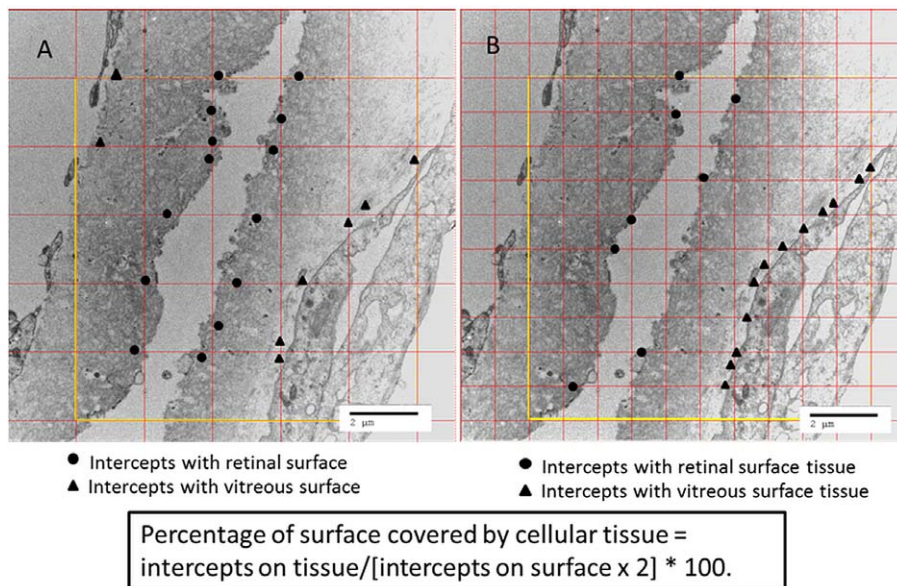 A
B
2 µm
2 µm
Intercepts with retinal surface
Intercepts with vitreous surface
Intercepts with retinal surface tissue
Intercepts with vitreous surface tissue
Percentage of surface covered by cellular tissue =
intercepts on tissue/[intercepts on surface x 2] * 100.